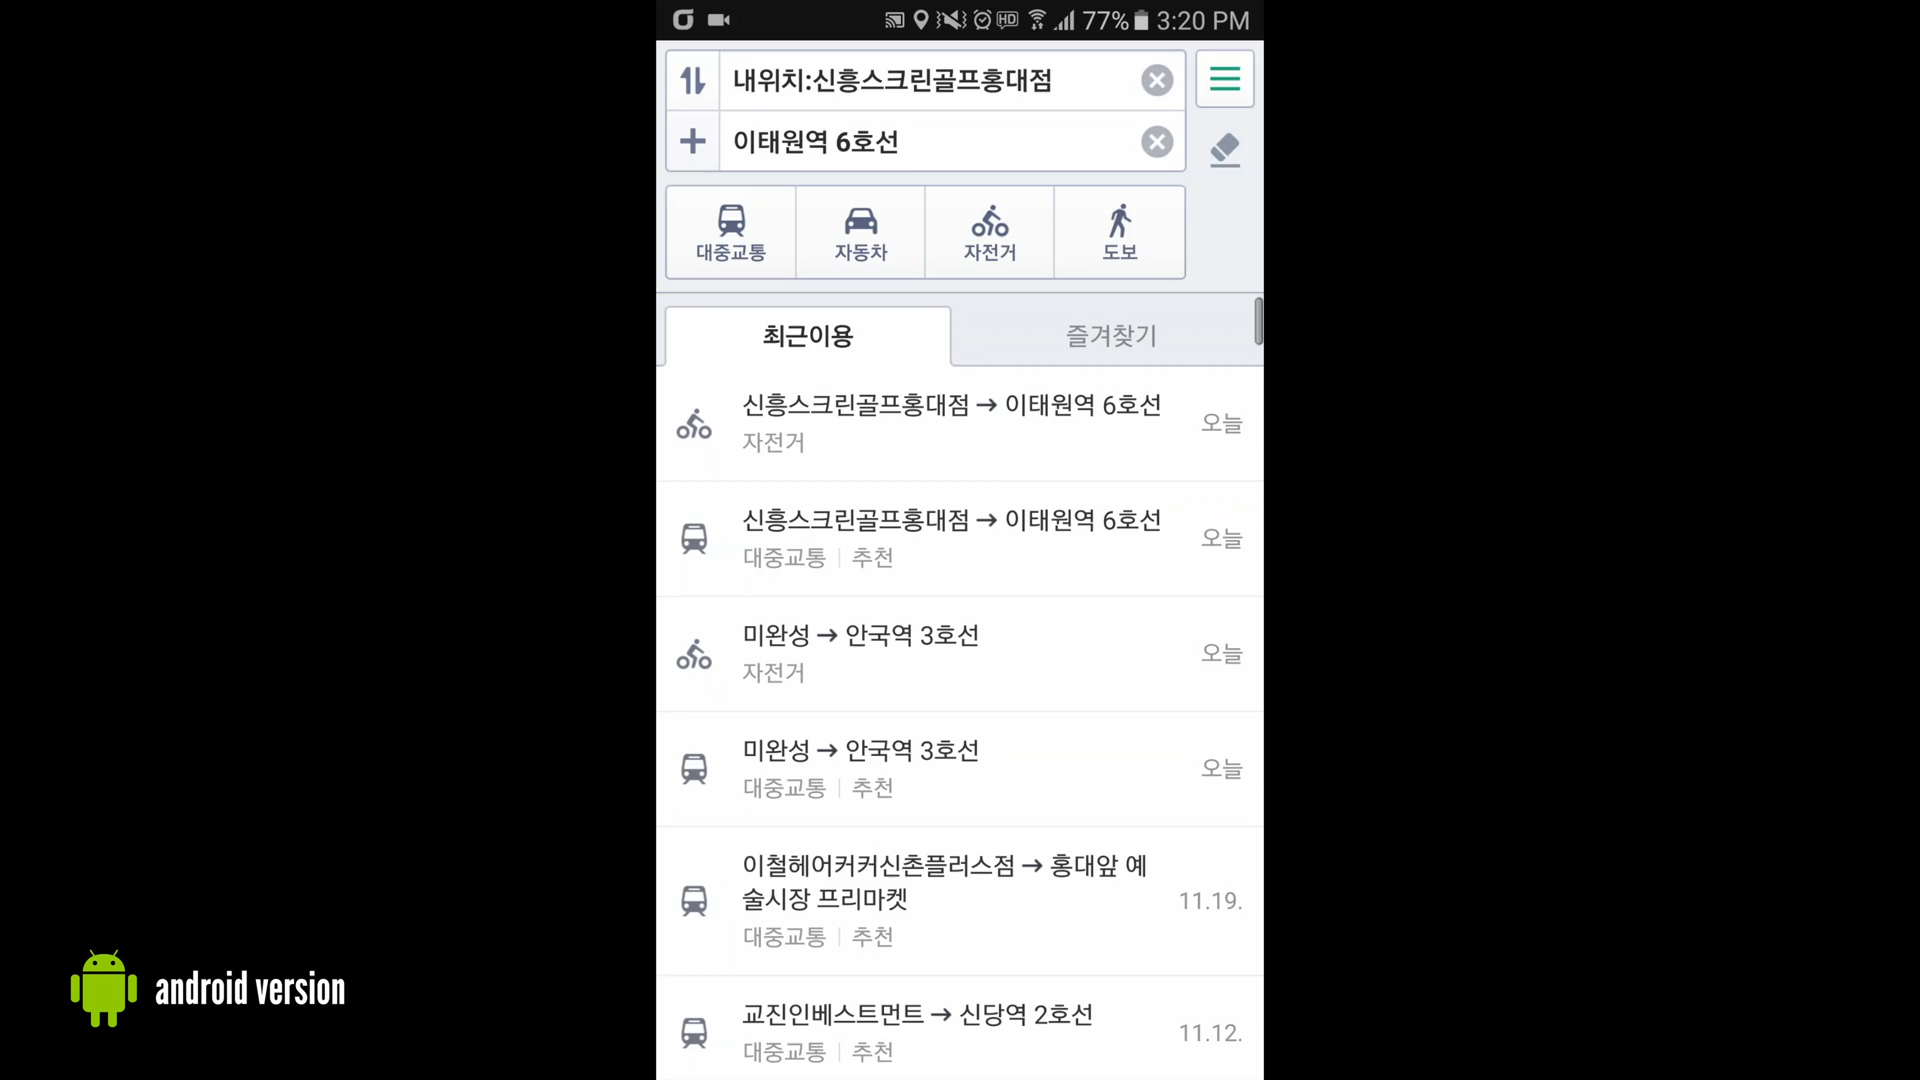 HD 77% 3:20 PM
내위치:신흥스크린골프홍대점
이태원역 6호선
대중교통 자동차 자전거 도보
최근이용 즐겨찾기
신흥스크린골프홍대점 → 이태원역 6호선
자전거
오늘
신흥스크린골프홍대점 → 이태원역 6호선
대중교통 | 추천
오늘
미완성 → 안국역 3호선
자전거
오늘
미완성 → 안국역 3호선
대중교통 | 추천
오늘
이철헤어커커신촌플러스점 → 홍대앞 예
술시장 프리마켓
대중교통 | 추천
11.19.
교진인베스트먼트 → 신당역 2호선
대중교통 | 추천
11.12.
android version